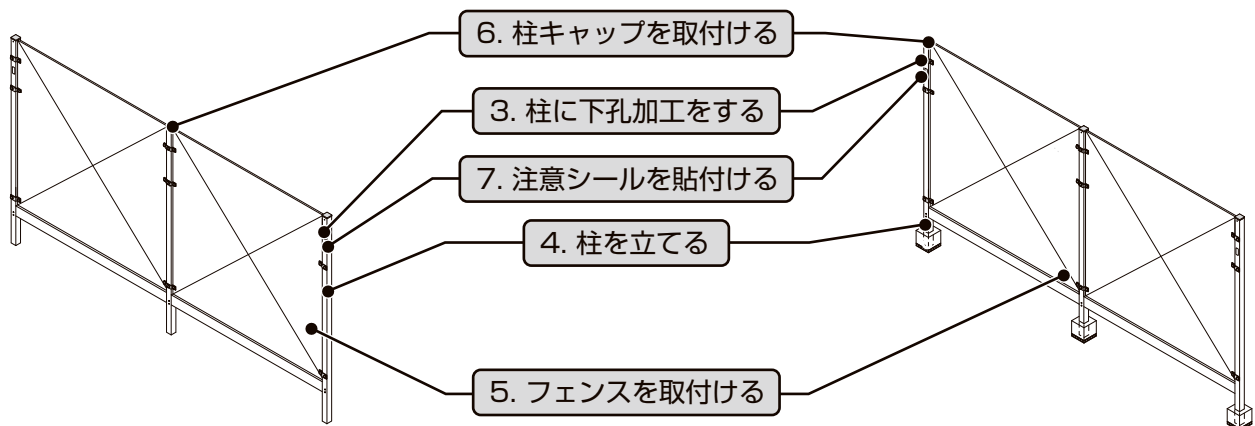 6. 柱キャップを取付ける
3. 柱に下孔加工をする
7. 注意シールを貼付ける
4. 柱を立てる
5. フェンスを取付ける